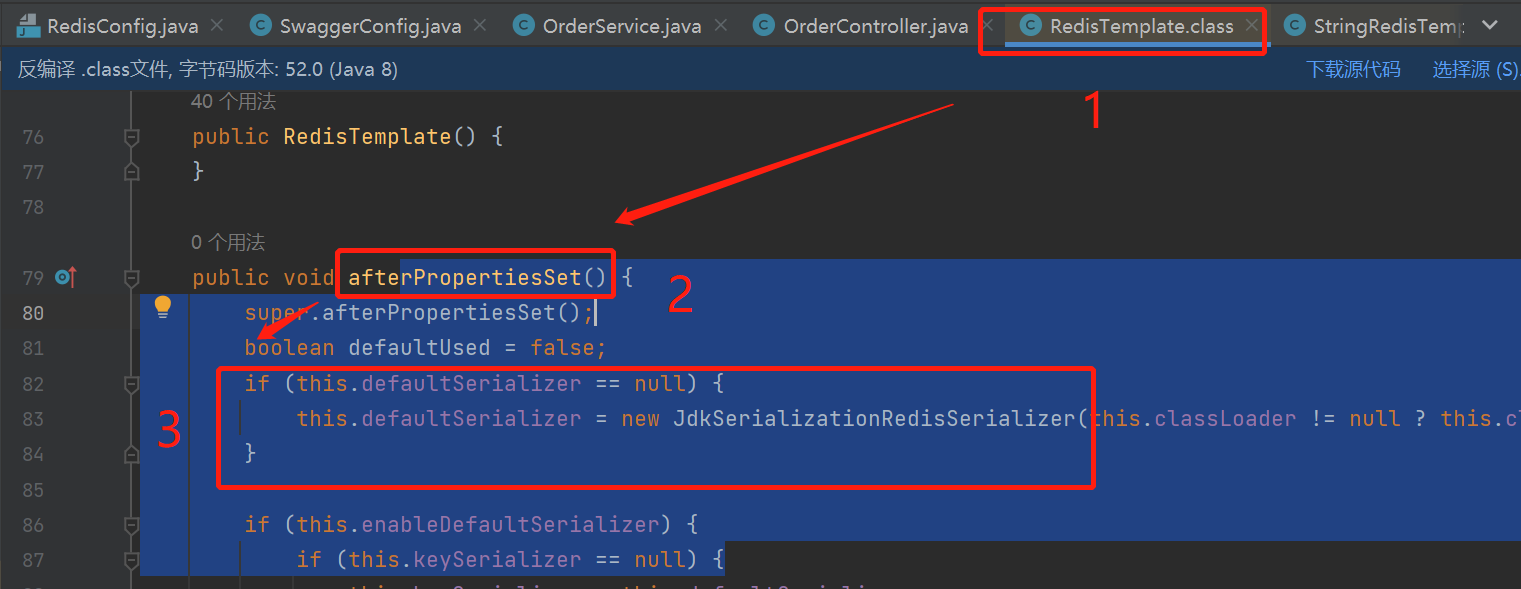 RedisConfig.java SwaggerConfig.java OrderService.java OrderController.java RedisTemplate.class StringRedisTemp
反编译 .class文件, 字节码版本: 52.0 (Java 8) 下载源代码 选择源 (S)
1
40 个用法
76 public RedisTemplate() {
77 }
78
0 个用法
79 public void afterPropertiesSet() {
2
80 super.afterPropertiesSet();
81 boolean defaultUsed = false;
82 if (this.defaultSerializer == null) {
83 this.defaultSerializer = new JdkSerializationRedisSerializer(this.classLoader != null ? this.c
3
84 }
85
86 if (this.enableDefaultSerializer) {
87 if (this.keySerializer == null) {